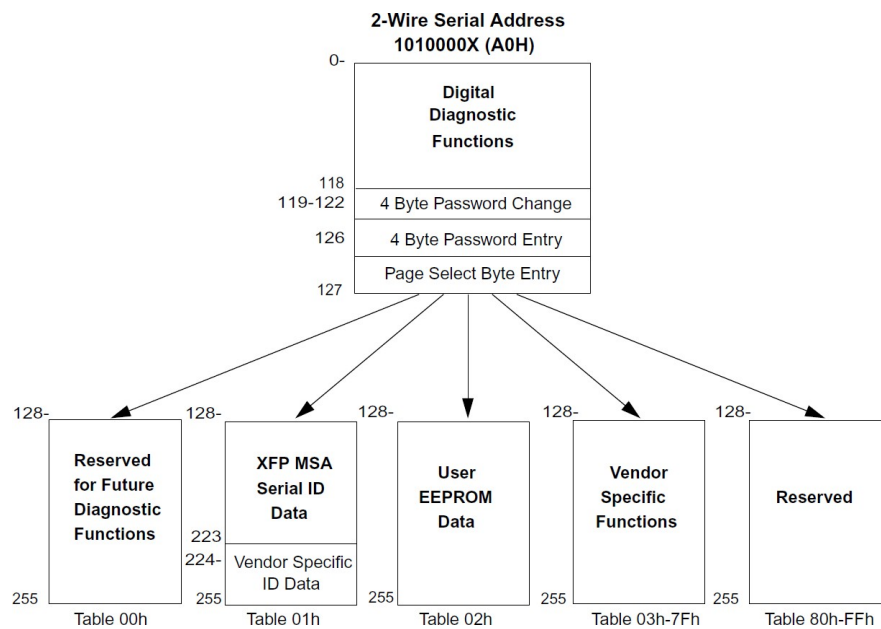 2-Wire Serial Address
1010000X (A0H)
0-
Digital
Diagnostic
Functions
118
119-122
4 Byte Password Change
126
4 Byte Password Entry
Page Select Byte Entry
127
128-
Reserved
for Future
Diagnostic
Functions
255
Table 00h
128-
XFP MSA
Serial ID
Data
223
224-
Vendor Specific
ID Data
255
Table 01h
128-
User
EEPROM
Data
255
Table 02h
128-
Vendor
Specific
Functions
255
Table 03h-7Fh
128-
Reserved
255
Table 80h-FFh